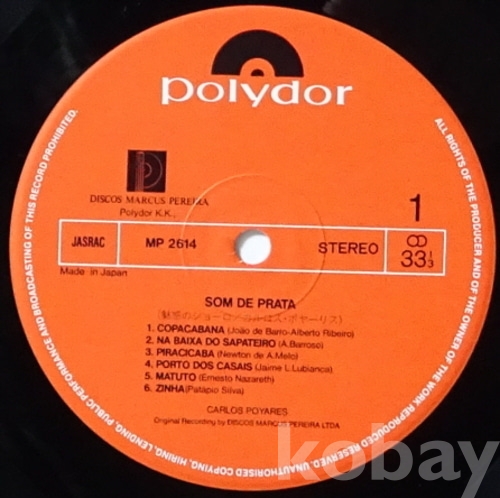 polydor
DISCOS MARCUS PEREIRA
Polydor K.K.
1
JASRAC
MP 2614
STEREO
33 1/3
Made in Japan
SOM DE PRATA
1. COPACABANA (João de Barro-Alberto Ribeiro)
2. NA BAIXA DO SAPATEIRO (A.Barroso)
3. PIRACICABA (Newton de A.Melo)
4. PORTO DOS CASAIS (Jaime L.Lubianca)
5. MATUTO (Ernesto Nazareth)
6. ZINHA (Patápio Silva)
CARLOS POYARES
Original Recording by DISCOS MARCUS PEREIRA LTDA
ALL RIGHTS OF THE PRODUCER AND OF THE OWNER OF THE WORK REPRODUCED RESERVED. UNAUTHORISED COPYING, HIRING, LENDING, PUBLIC PERFORMANCE AND BROADCASTING OF THIS RECORD PROHIBITED.
kobay